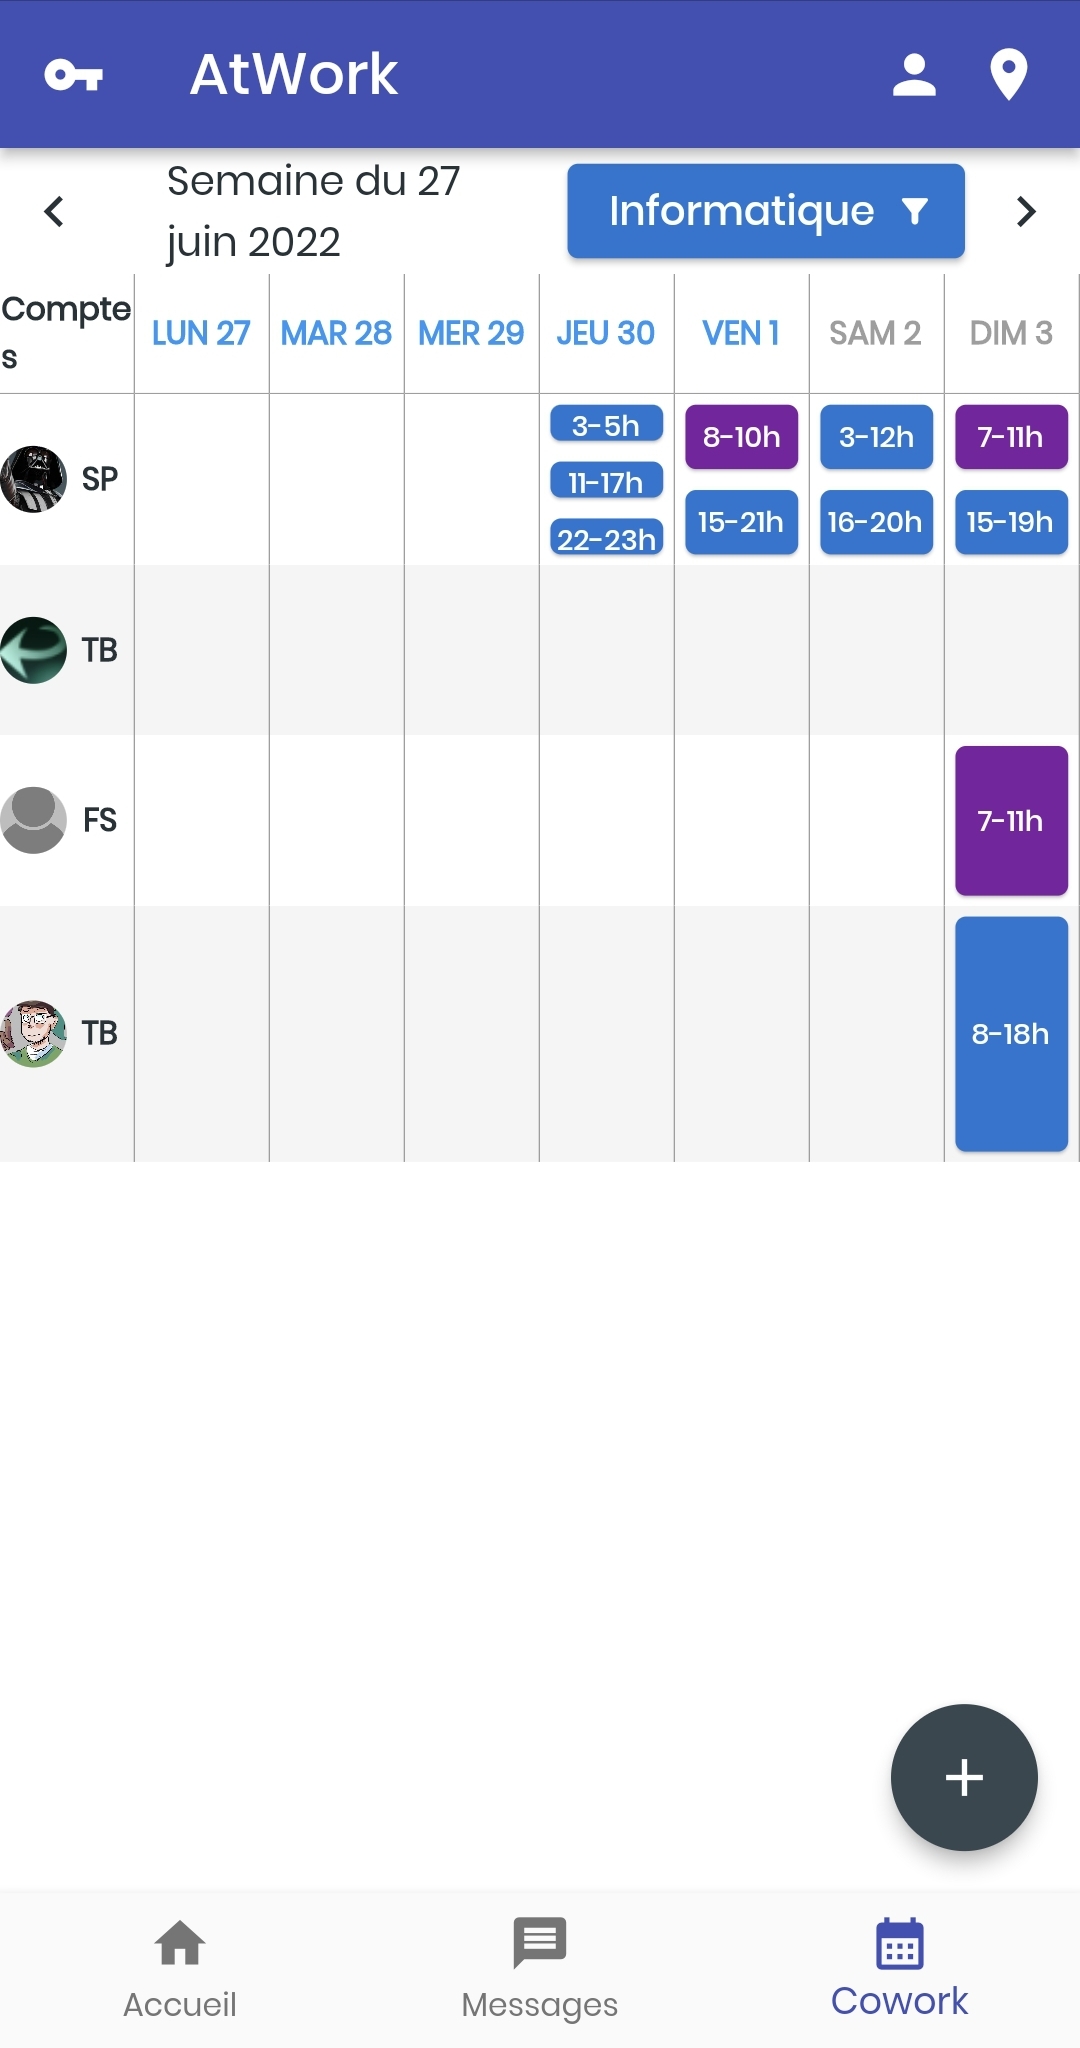 AtWork
Semaine du 27
juin 2022
Informatique
Compte
s
LUN 27
MAR 28
MER 29
JEU 30
VEN 1
SAM 2
DIM 3
SP
3-5h
11-17h
22-23h
8-10h
15-21h
3-12h
16-20h
7-11h
15-19h
TB
FS
7-11h
TB
8-18h
Accueil
Messages
Cowork